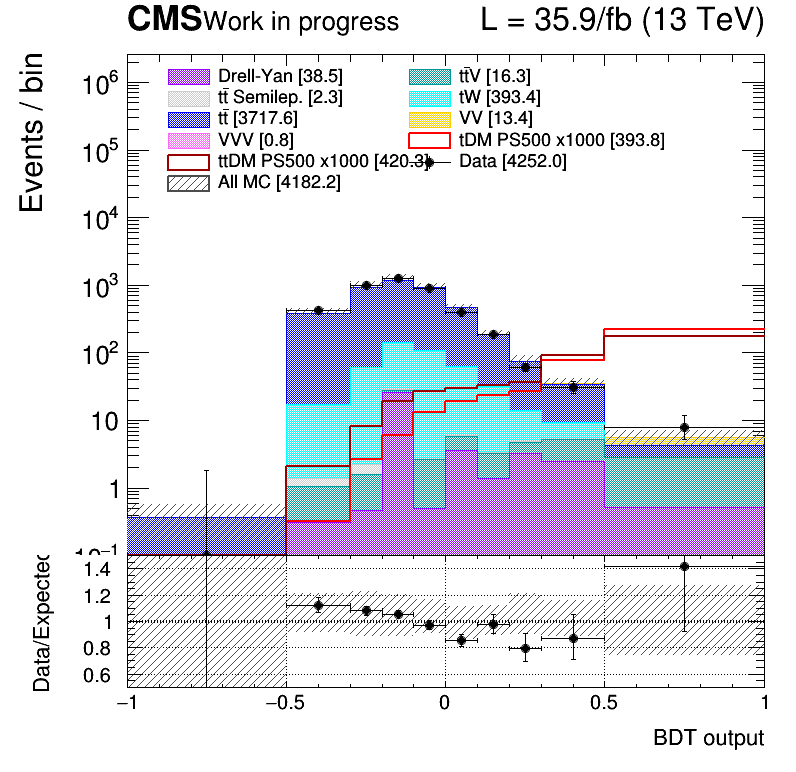 CMS Work in progress L = 35.9/fb (13 TeV)
Events / bin
Drell-Yan [38.5] tt̄V [16.3]
tt̄ Semilep. [2.3] tW [393.4]
tt̄ [3717.6] VV [13.4]
VVV [0.8] tDM PS500 x1000 [393.8]
ttDM PS500 x1000 [420.3] Data [4252.0]
All MC [4182.2]
10⁶
10⁵
10⁴
10³
10²
10
1
10⁻¹
Data/Expected
1.4
1.2
1
0.8
0.6
−1 −0.5 0 0.5 1
BDT output